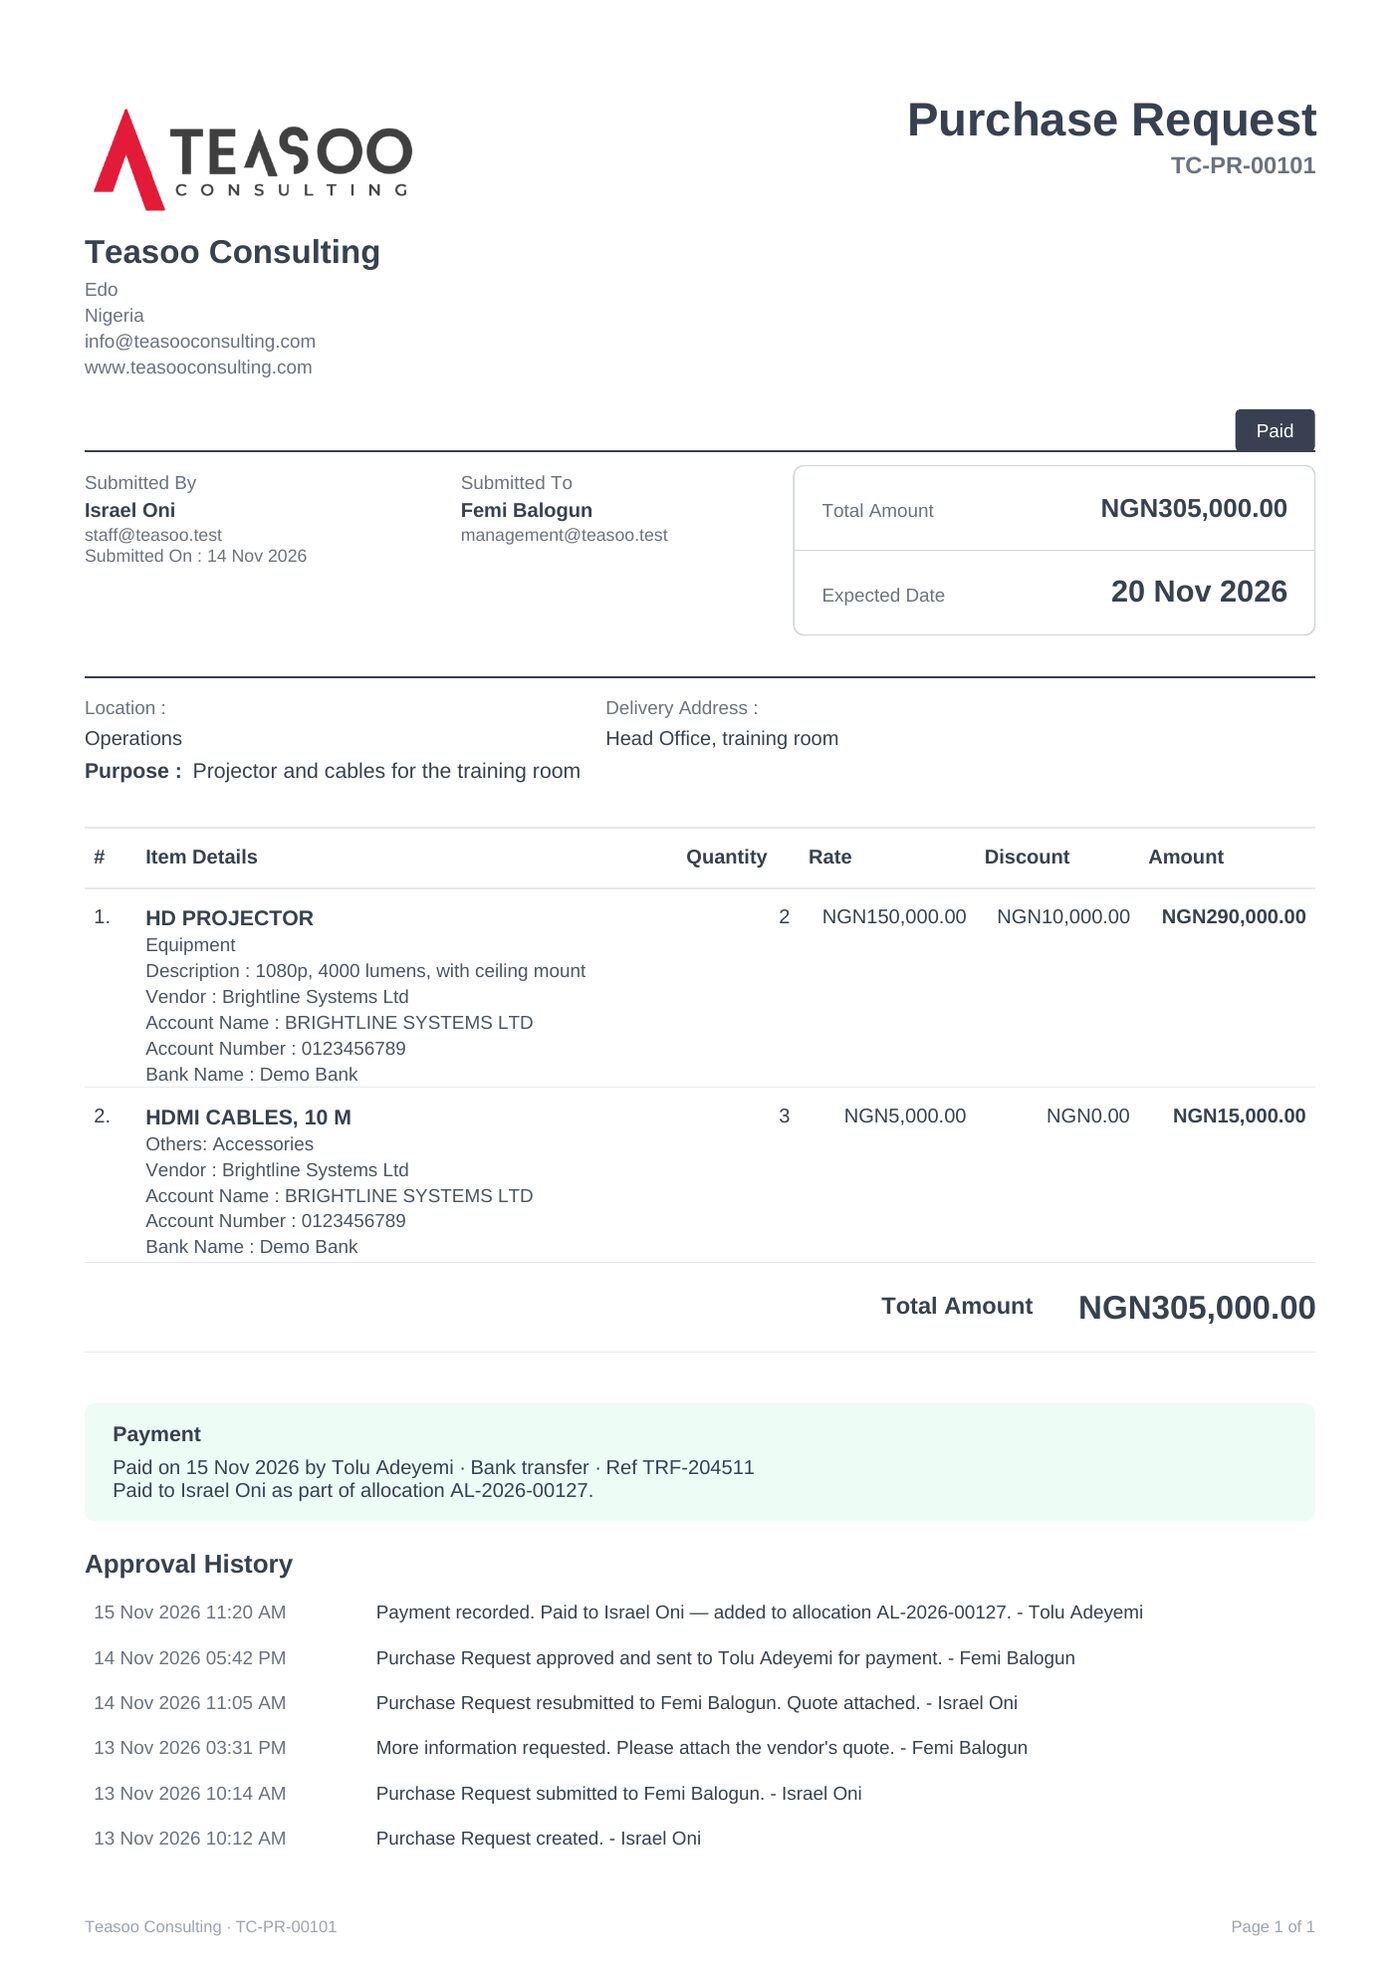 TEASOO
CONSULTING
Purchase Request
TC-PR-00101
Teasoo Consulting
Edo
Nigeria
info@teasooconsulting.com
www.teasooconsulting.com
Paid
Submitted By
Israel Oni
staff@teasoo.test
Submitted On : 14 Nov 2026
Submitted To
Femi Balogun
management@teasoo.test
Total Amount NGN305,000.00
Expected Date 20 Nov 2026
Location :
Operations
Delivery Address :
Head Office, training room
Purpose : Projector and cables for the training room
# Item Details Quantity Rate Discount Amount
1. HD PROJECTOR 2 NGN150,000.00 NGN10,000.00 NGN290,000.00
Equipment
Description : 1080p, 4000 lumens, with ceiling mount
Vendor : Brightline Systems Ltd
Account Name : BRIGHTLINE SYSTEMS LTD
Account Number : 0123456789
Bank Name : Demo Bank
2. HDMI CABLES, 10 M 3 NGN5,000.00 NGN0.00 NGN15,000.00
Others: Accessories
Vendor : Brightline Systems Ltd
Account Name : BRIGHTLINE SYSTEMS LTD
Account Number : 0123456789
Bank Name : Demo Bank
Total Amount NGN305,000.00
Payment
Paid on 15 Nov 2026 by Tolu Adeyemi · Bank transfer · Ref TRF-204511
Paid to Israel Oni as part of allocation AL-2026-00127.
Approval History
15 Nov 2026 11:20 AM Payment recorded. Paid to Israel Oni — added to allocation AL-2026-00127. - Tolu Adeyemi
14 Nov 2026 05:42 PM Purchase Request approved and sent to Tolu Adeyemi for payment. - Femi Balogun
14 Nov 2026 11:05 AM Purchase Request resubmitted to Femi Balogun. Quote attached. - Israel Oni
13 Nov 2026 03:31 PM More information requested. Please attach the vendor's quote. - Femi Balogun
13 Nov 2026 10:14 AM Purchase Request submitted to Femi Balogun. - Israel Oni
13 Nov 2026 10:12 AM Purchase Request created. - Israel Oni
Teasoo Consulting · TC-PR-00101 Page 1 of 1